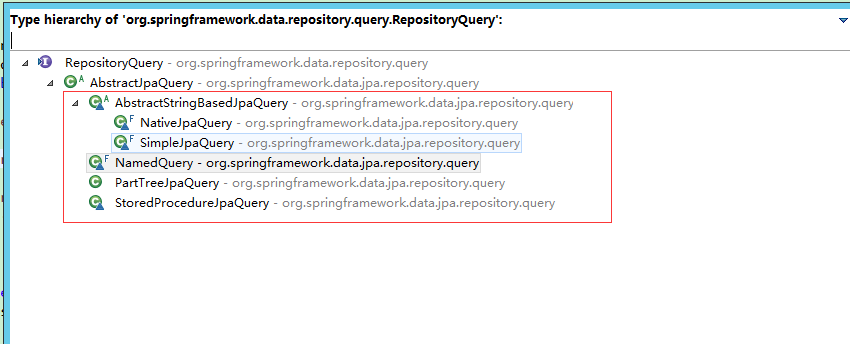 Type hierarchy of 'org.springframework.data.repository.query.RepositoryQuery':
RepositoryQuery - org.springframework.data.repository.query
AbstractJpaQuery - org.springframework.data.jpa.repository.query
AbstractStringBasedJpaQuery - org.springframework.data.jpa.repository.query
NativeJpaQuery - org.springframework.data.jpa.repository.query
SimpleJpaQuery - org.springframework.data.jpa.repository.query
NamedQuery - org.springframework.data.jpa.repository.query
PartTreeJpaQuery - org.springframework.data.jpa.repository.query
StoredProcedureJpaQuery - org.springframework.data.jpa.repository.query